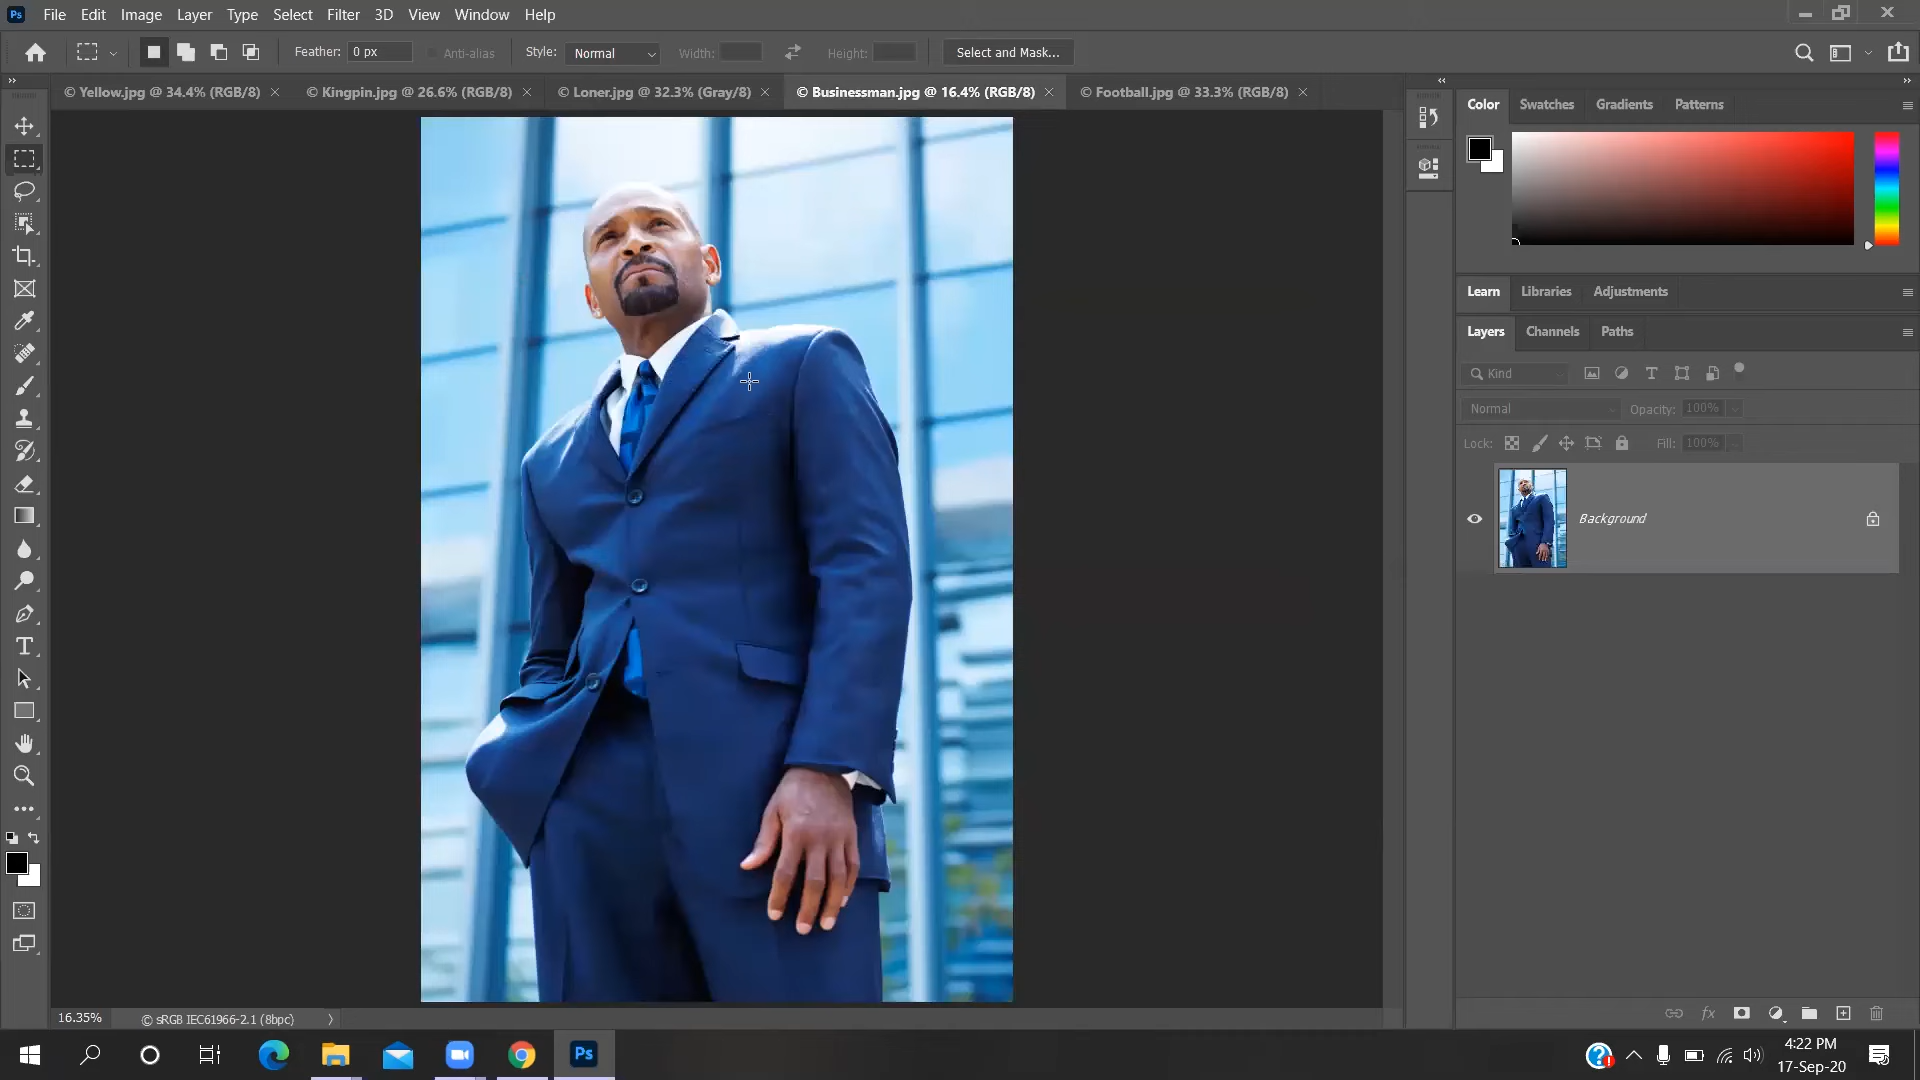 Ps File Edit Image Layer Type Select Filter 3D View Window Help
Feather: 0 px Anti-alias Style: Normal Width: Height: Select and Mask...
© Yellow.jpg @ 34.4% (RGB/8) © Kingpin.jpg @ 26.6% (RGB/8) © Loner.jpg @ 32.3% (Gray/8) © Businessman.jpg @ 16.4% (RGB/8) © Football.jpg @ 33.3% (RGB/8)
Color Swatches Gradients Patterns
Learn Libraries Adjustments
Layers Channels Paths
Kind
Normal Opacity: 100%
Lock: Fill: 100%
Background
fx
16.35% © sRGB IEC61966-2.1 (8bpc)
Ps
4:22 PM
17-Sep-20